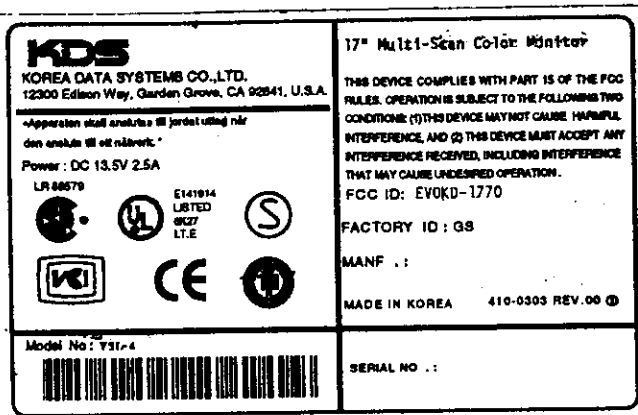 KDS
KOREA DATA SYSTEMS CO.,LTD.
12300 Edison Way, Garden Grove, CA 92641, U.S.A.
"Apparaten skall anslutas till jordat uttag när
den ansluts till ett nätverk."
Power : DC 13.5V 2.5A
LR 88579
UL
E141914
LISTED
6K27
I.T.E
S
VCI
CE
Model No :
17" Multi-Scan Color Monitor
THIS DEVICE COMPLIES WITH PART 15 OF THE FCC
RULES. OPERATION IS SUBJECT TO THE FOLLOWING TWO
CONDITIONS: (1) THIS DEVICE MAY NOT CAUSE HARMFUL
INTERFERENCE, AND (2) THIS DEVICE MUST ACCEPT ANY
INTERFERENCE RECEIVED, INCLUDING INTERFERENCE
THAT MAY CAUSE UNDESIRED OPERATION.
FCC ID: EVOKD-1770
FACTORY ID : GS
MANF . :
MADE IN KOREA 410-0303 REV.00
SERIAL NO . :